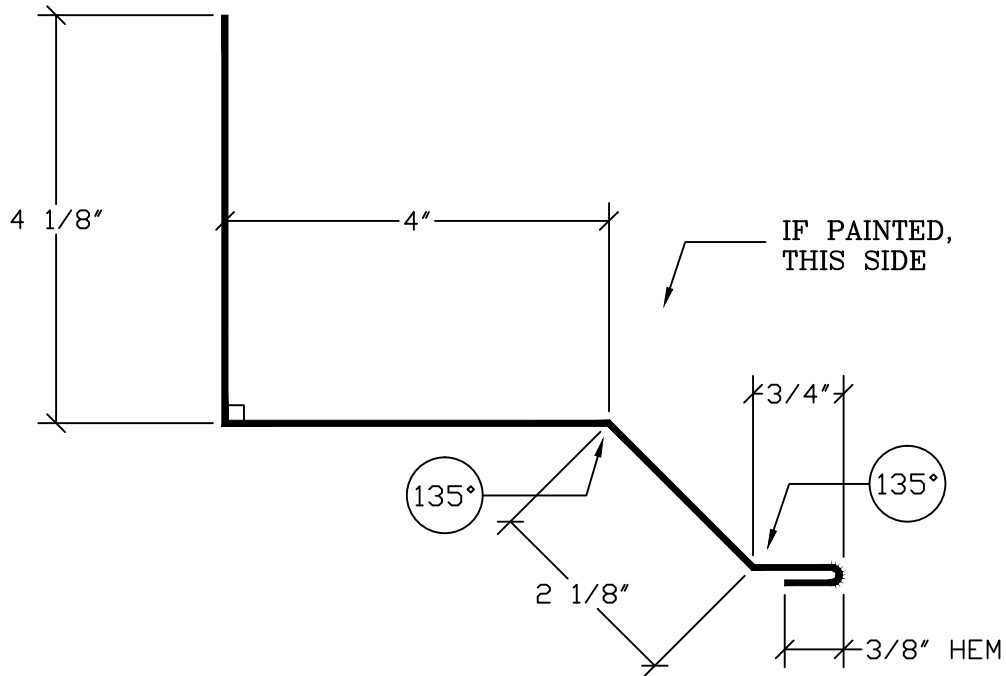 4 1/8"
4"
IF PAINTED,
THIS SIDE
3/4"
135°
135°
2 1/8"
3/8" HEM